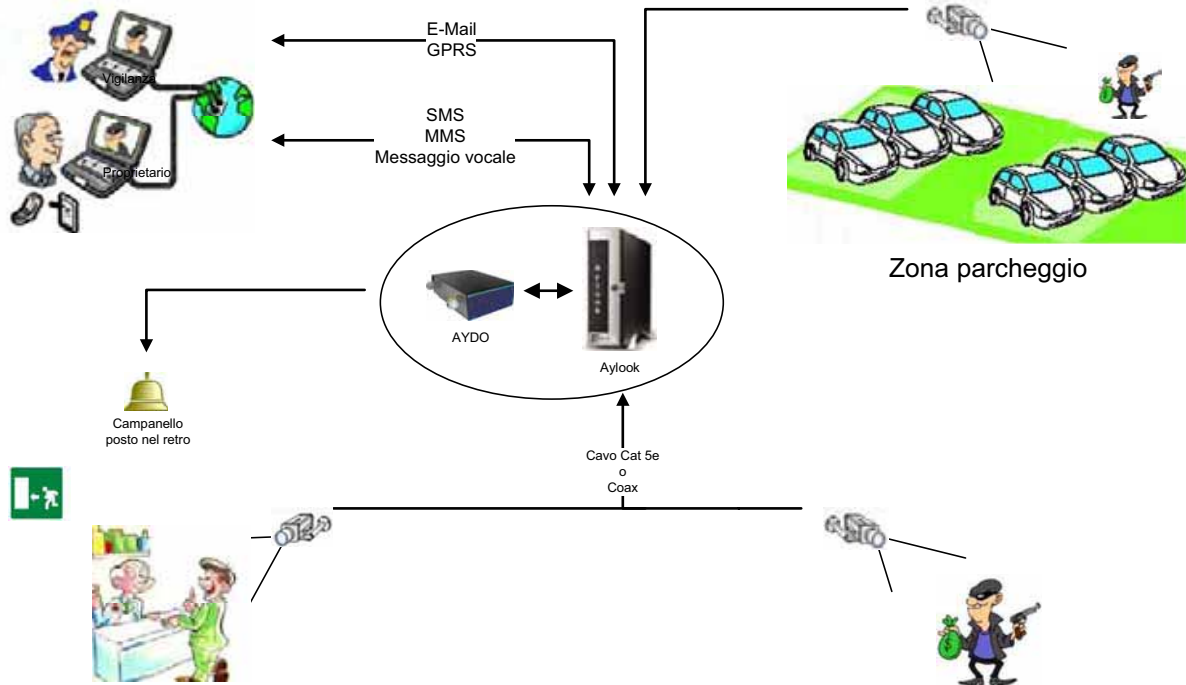 E-Mail
GPRS
Vigilanza
SMS
MMS
Messaggio vocale
Proprietario
Zona parcheggio
AYDO
Aylook
Campanello
posto nel retro
Cavo Cat 5e
o
Coax